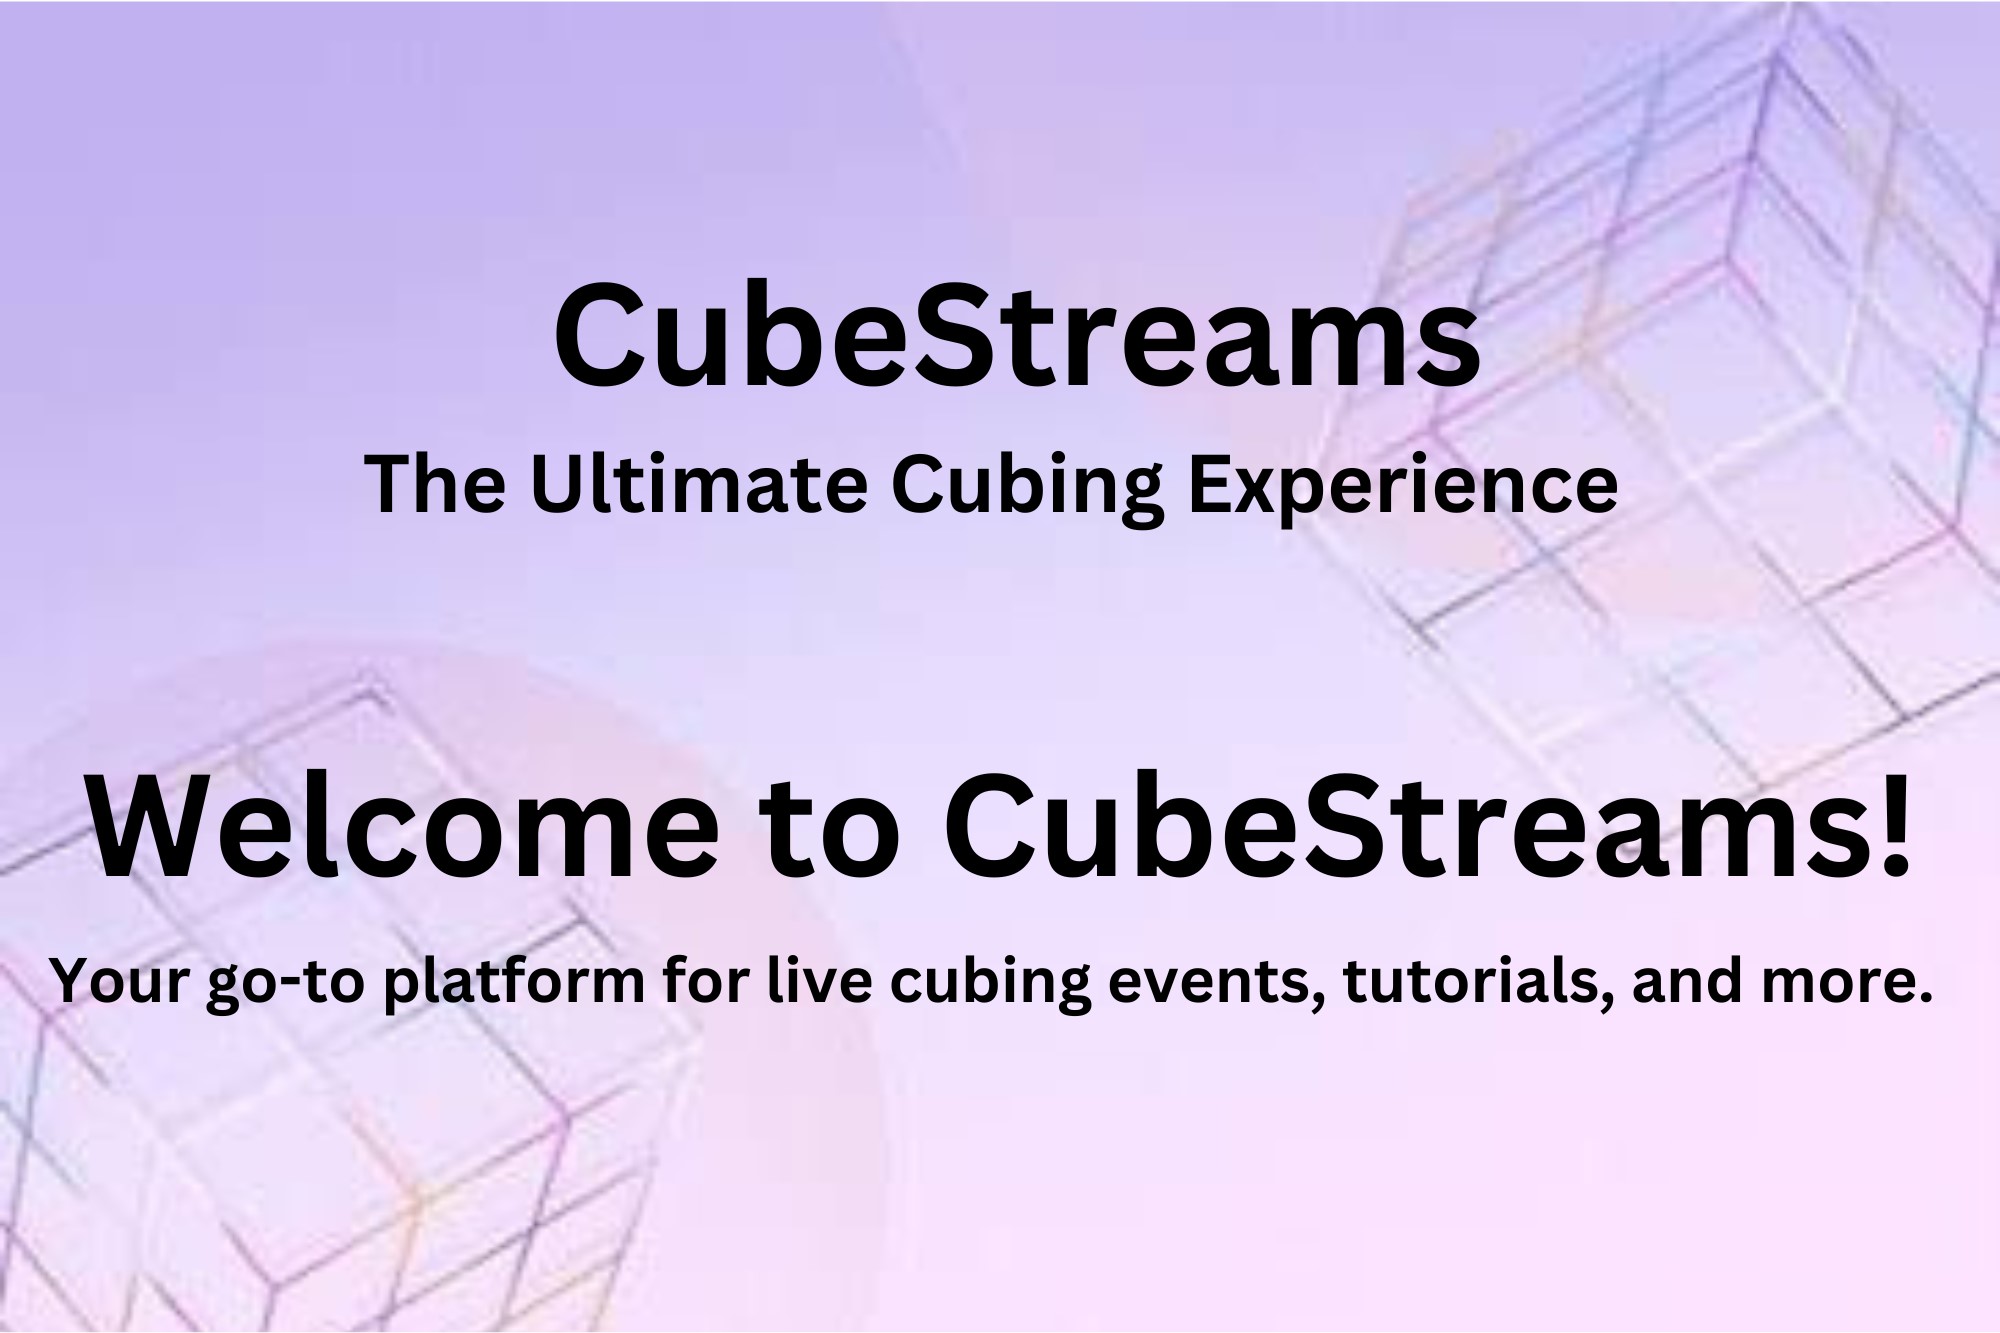 CubeStreams
The Ultimate Cubing Experience
Welcome to CubeStreams!
Your go-to platform for live cubing events, tutorials, and more.